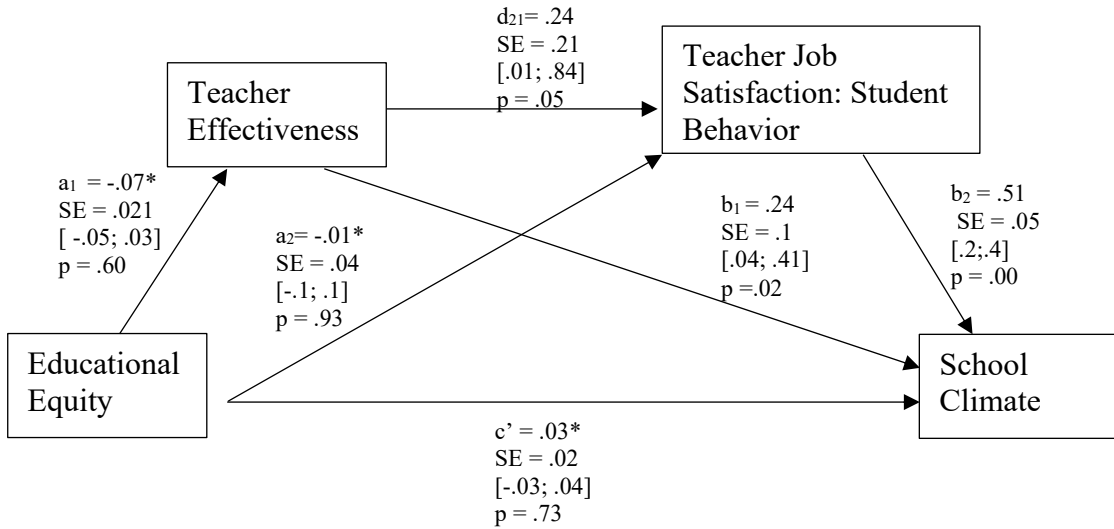 d21= .24
SE = .21
[.01; .84]
p = .05
Teacher
Effectiveness
Teacher Job
Satisfaction: Student
Behavior
a1 = -.07*
SE = .021
[ -.05; .03]
p = .60
a2= -.01*
SE = .04
[-.1; .1]
p = .93
b1 = .24
SE = .1
[.04; .41]
p =.02
b2 = .51
SE = .05
[.2;.4]
p = .00
Educational
Equity
School
Climate
c’ = .03*
SE = .02
[-.03; .04]
p = .73